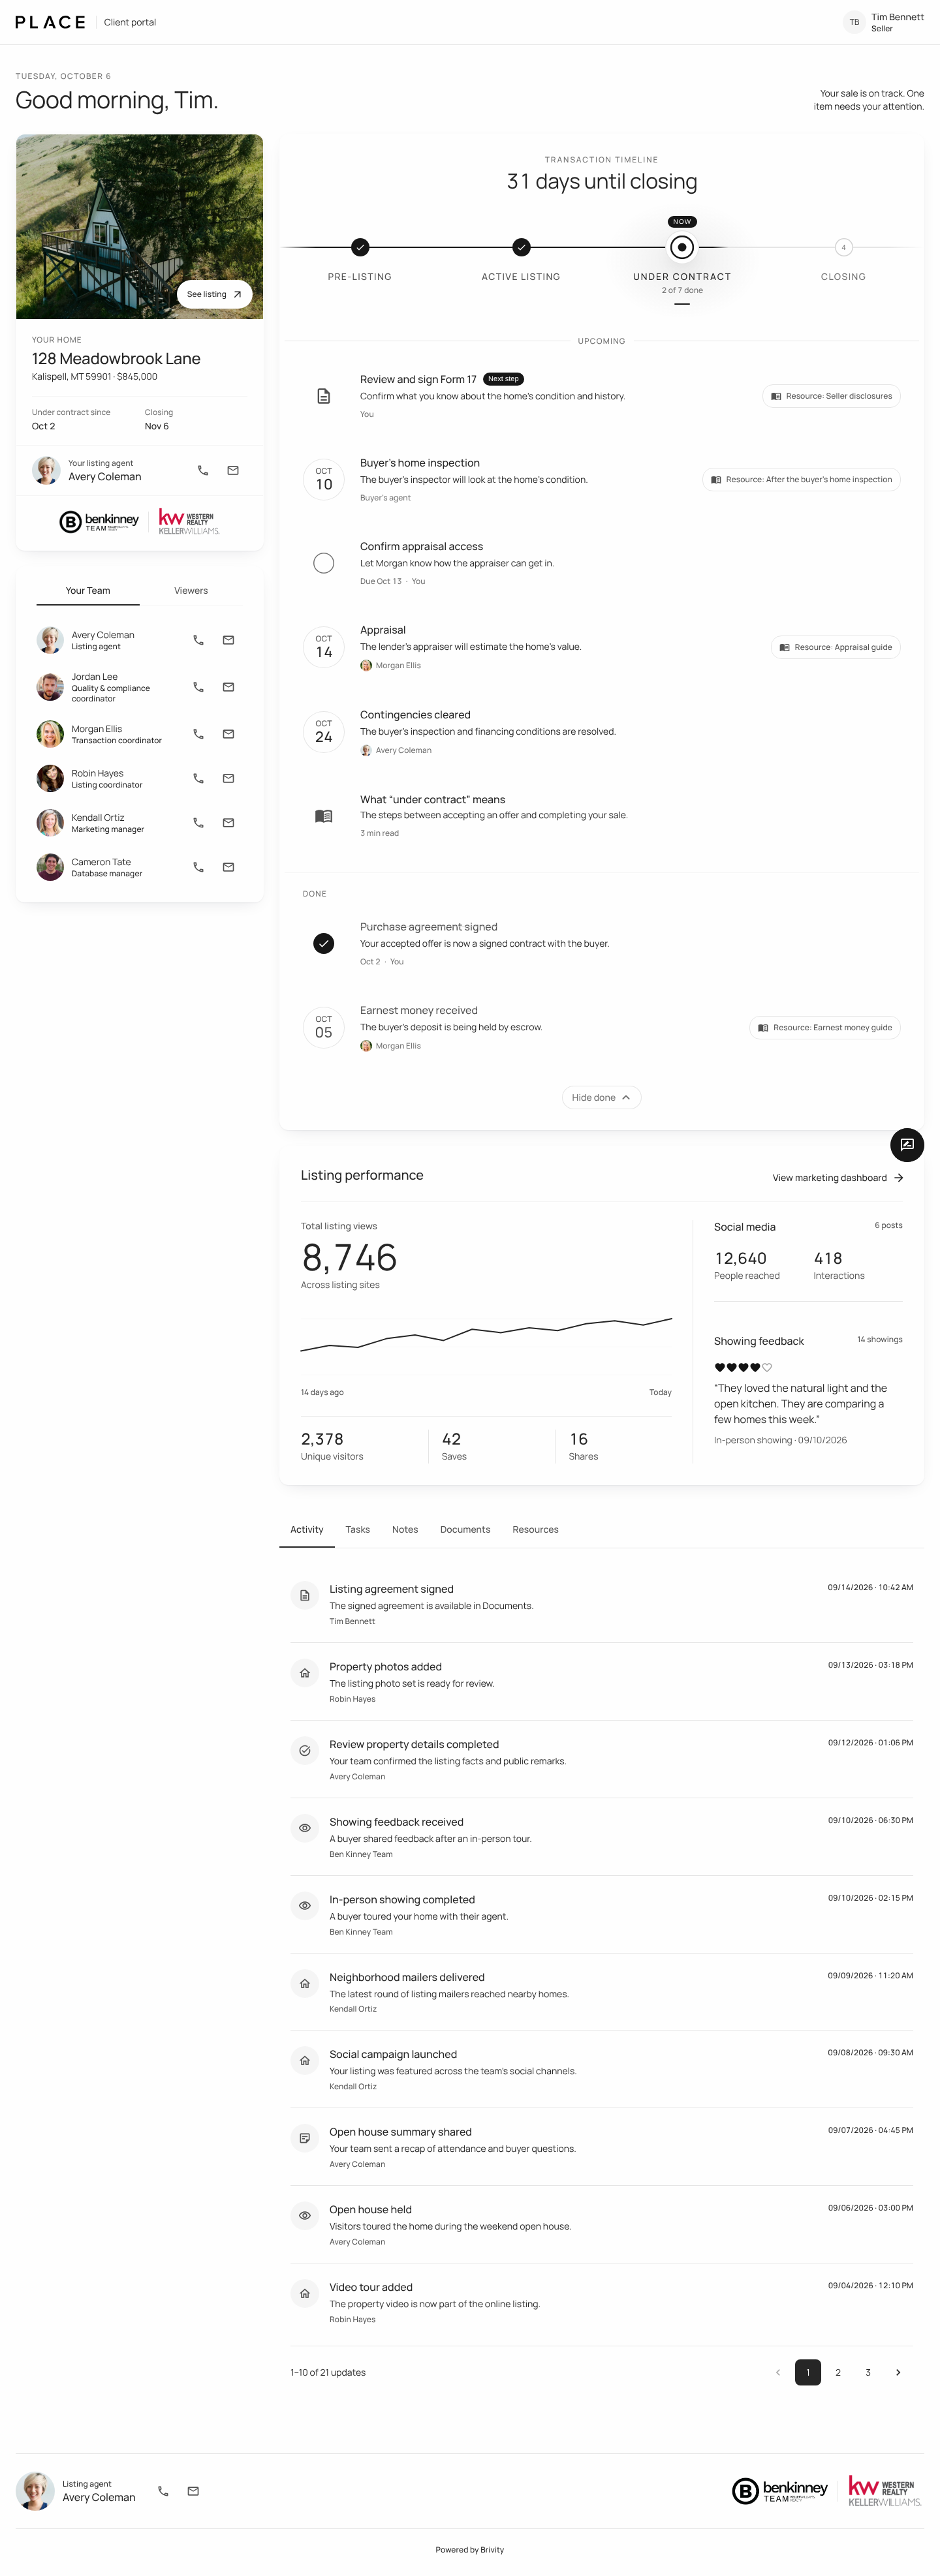 PLACE
Client portal
TB
Tim Bennett
Seller
TUESDAY, OCTOBER 6
Good morning, Tim.
Your sale is on track. One
item needs your attention.
See listing
YOUR HOME
128 Meadowbrook Lane
Kalispell, MT 59901 · $845,000
Under contract since
Oct 2
Closing
Nov 6
Your listing agent
Avery Coleman
B benkinney
TEAM
kw WESTERN
REALTY
KELLERWILLIAMS.
Your Team
Viewers
Avery Coleman
Listing agent
Jordan Lee
Quality & compliance
coordinator
Morgan Ellis
Transaction coordinator
Robin Hayes
Listing coordinator
Kendall Ortiz
Marketing manager
Cameron Tate
Database manager
TRANSACTION TIMELINE
31 days until closing
NOW
4
PRE-LISTING
ACTIVE LISTING
UNDER CONTRACT
2 of 7 done
CLOSING
UPCOMING
Review and sign Form 17
Next step
Confirm what you know about the home's condition and history.
You
Resource: Seller disclosures
OCT
10
Buyer's home inspection
The buyer's inspector will look at the home's condition.
Buyer's agent
Resource: After the buyer's home inspection
Confirm appraisal access
Let Morgan know how the appraiser can get in.
Due Oct 13 · You
OCT
14
Appraisal
The lender's appraiser will estimate the home's value.
Morgan Ellis
Resource: Appraisal guide
OCT
24
Contingencies cleared
The buyer's inspection and financing conditions are resolved.
Avery Coleman
What “under contract” means
The steps between accepting an offer and completing your sale.
3 min read
DONE
Purchase agreement signed
Your accepted offer is now a signed contract with the buyer.
Oct 2 · You
OCT
05
Earnest money received
The buyer's deposit is being held by escrow.
Morgan Ellis
Resource: Earnest money guide
Hide done
Listing performance
View marketing dashboard
Total listing views
8,746
Across listing sites
14 days ago
Today
2,378
Unique visitors
42
Saves
16
Shares
Social media
6 posts
12,640
People reached
418
Interactions
Showing feedback
14 showings
“They loved the natural light and the
open kitchen. They are comparing a
few homes this week.”
In-person showing · 09/10/2026
Activity
Tasks
Notes
Documents
Resources
Listing agreement signed
09/14/2026 · 10:42 AM
The signed agreement is available in Documents.
Tim Bennett
Property photos added
09/13/2026 · 03:18 PM
The listing photo set is ready for review.
Robin Hayes
Review property details completed
09/12/2026 · 01:06 PM
Your team confirmed the listing facts and public remarks.
Avery Coleman
Showing feedback received
09/10/2026 · 06:30 PM
A buyer shared feedback after an in-person tour.
Ben Kinney Team
In-person showing completed
09/10/2026 · 02:15 PM
A buyer toured your home with their agent.
Ben Kinney Team
Neighborhood mailers delivered
09/09/2026 · 11:20 AM
The latest round of listing mailers reached nearby homes.
Kendall Ortiz
Social campaign launched
09/08/2026 · 09:30 AM
Your listing was featured across the team's social channels.
Kendall Ortiz
Open house summary shared
09/07/2026 · 04:45 PM
Your team sent a recap of attendance and buyer questions.
Avery Coleman
Open house held
09/06/2026 · 03:00 PM
Visitors toured the home during the weekend open house.
Avery Coleman
Video tour added
09/04/2026 · 12:10 PM
The property video is now part of the online listing.
Robin Hayes
1–10 of 21 updates
1
2
3
Listing agent
Avery Coleman
B benkinney
TEAM
kw WESTERN
REALTY
KELLERWILLIAMS.
Powered by Brivity